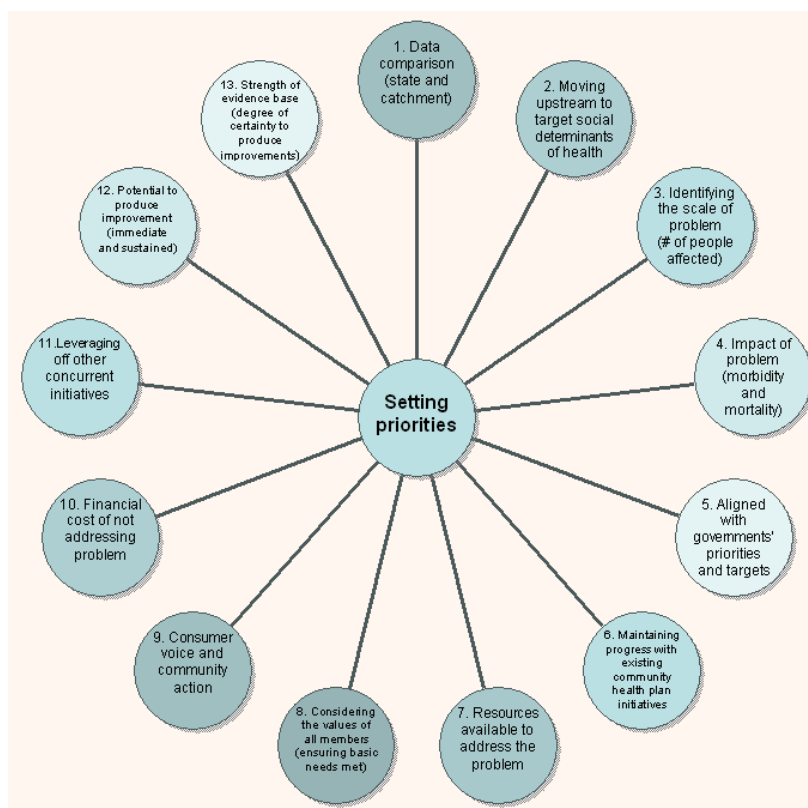 1. Data
comparison
(state and
catchment)
2. Moving
upstream to
target social
determinants
of health
3. Identifying
the scale of
problem
(# of people
affected)
4. Impact of
problem
(morbidity
and
mortality)
5. Aligned
with
governments'
priorities
and targets
6. Maintaining
progress with
existing
community
health plan
initiatives
7. Resources
available to
address the
problem
8. Considering
the values of
all members
(ensuring basic
needs met)
9. Consumer
voice and
community
action
10. Financial
cost of not
addressing
problem
11.Leveraging
off other
concurrent
initiatives
12. Potential to
produce
improvement
(immediate
and sustained)
13. Strength of
evidence base
(degree of
certainty to
produce
improvements)
Setting
priorities